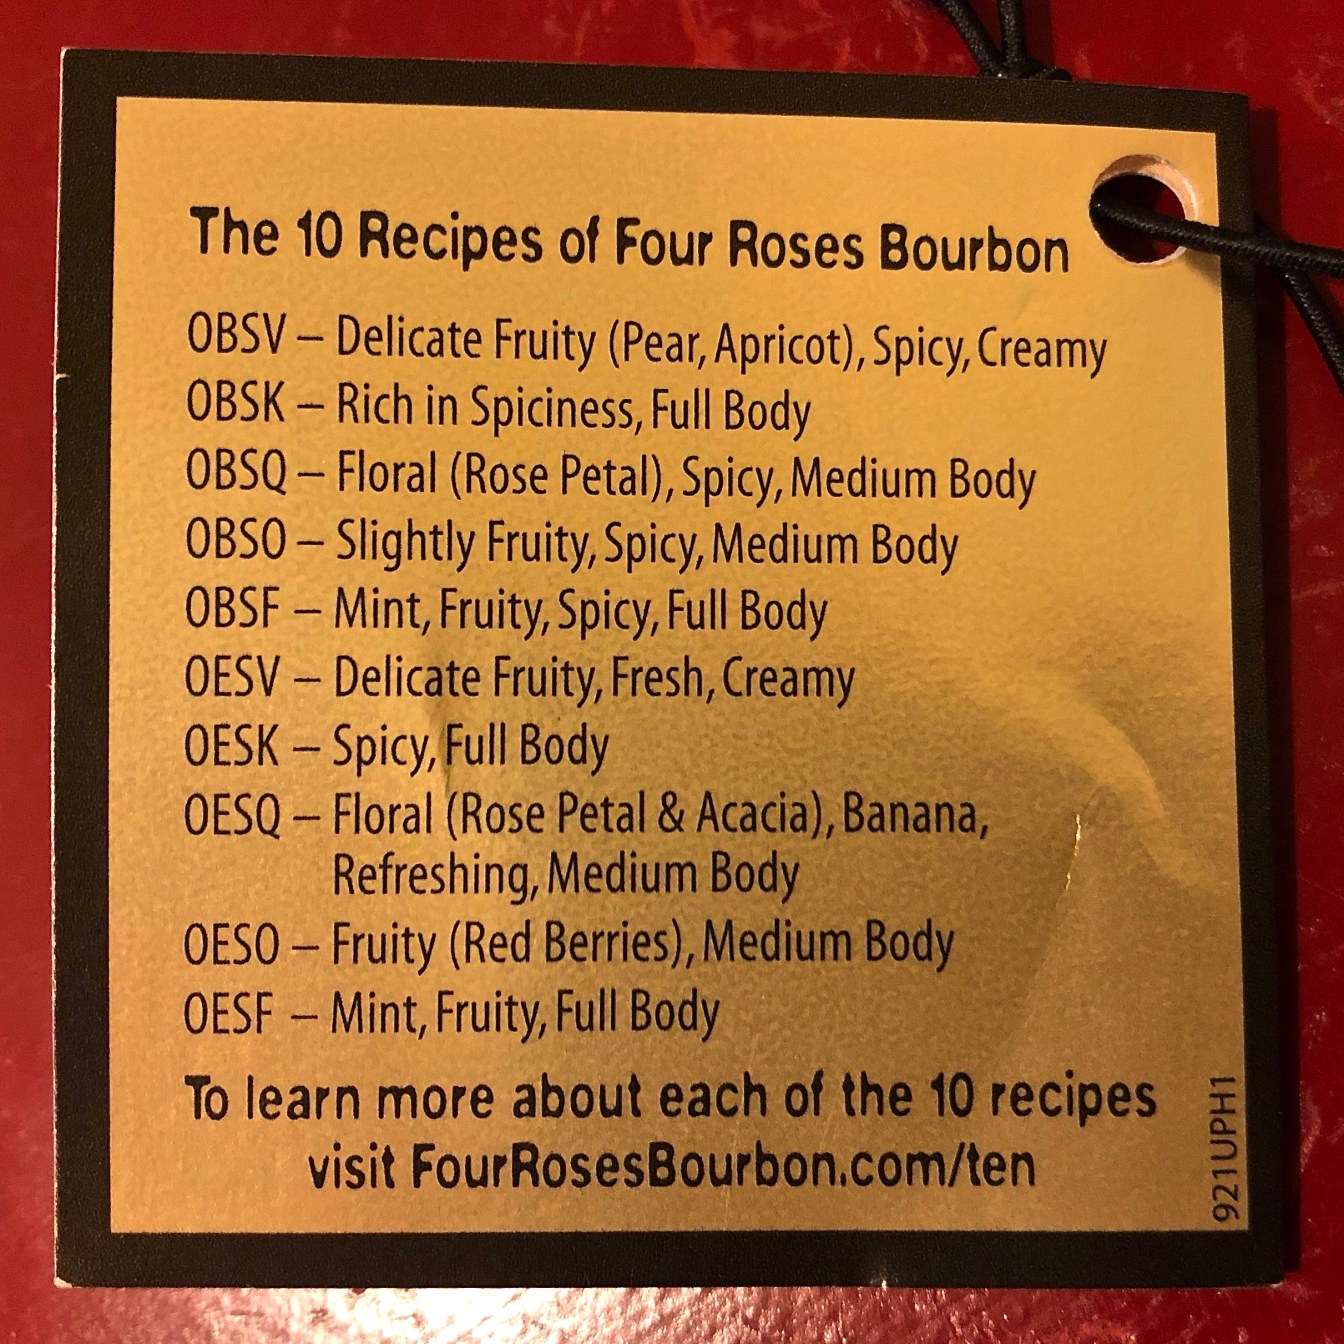 The 10 Recipes of Four Roses Bourbon
OBSV – Delicate Fruity (Pear, Apricot), Spicy, Creamy
OBSK – Rich in Spiciness, Full Body
OBSQ – Floral (Rose Petal), Spicy, Medium Body
OBSO – Slightly Fruity, Spicy, Medium Body
OBSF – Mint, Fruity, Spicy, Full Body
OESV – Delicate Fruity, Fresh, Creamy
OESK – Spicy, Full Body
OESQ – Floral (Rose Petal & Acacia), Banana,
Refreshing, Medium Body
OESO – Fruity (Red Berries), Medium Body
OESF – Mint, Fruity, Full Body
To learn more about each of the 10 recipes
visit FourRosesBourbon.com/ten
921UPH1